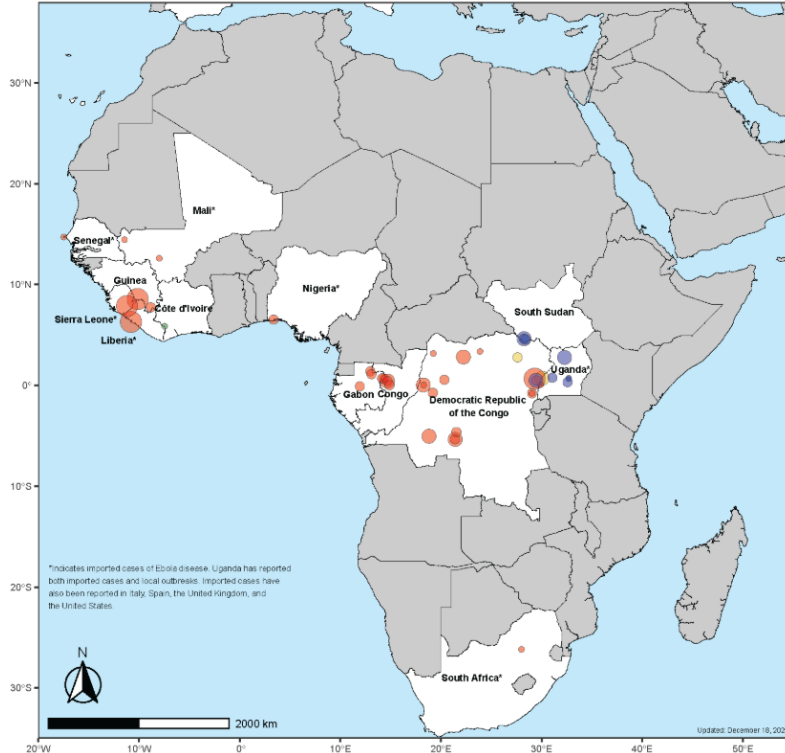 30°N
20°N
Mali*
Senegal*
10°N
Guinea
Nigeria*
Côte d'Ivoire
South Sudan
Sierra Leone*
Liberia*
Uganda*
0°
Gabon Congo
Democratic Republic
of the Congo
10°S
*Indicates imported cases of Ebola disease. Uganda has reported
both imported cases and local outbreaks. Imported cases have
also been reported in Italy, Spain, the United Kingdom, and
the United States.
20°S
N
South Africa*
30°S
2000 km
Updated: December 18,
20°W 10°W 0° 10°E 20°E 30°E 40°E 50°E